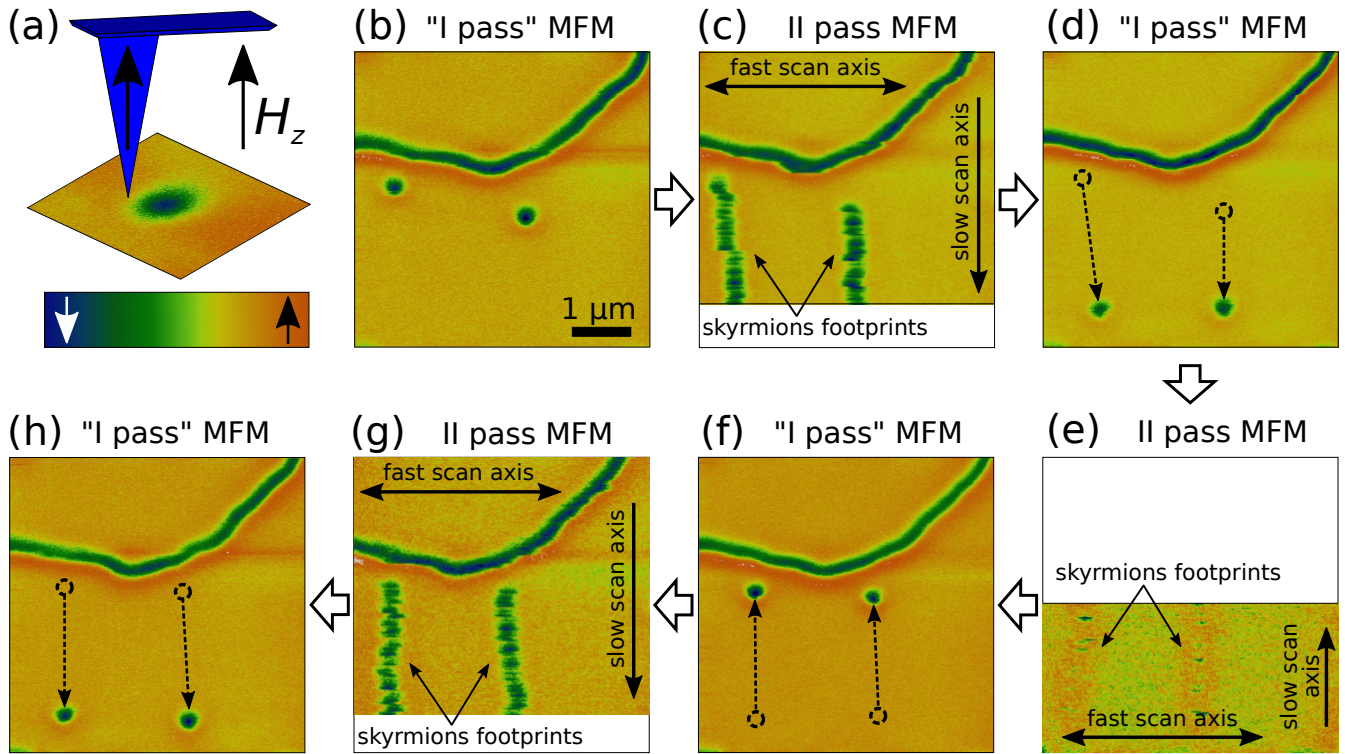 (a)
H_z
(b) "I pass" MFM
1 μm
(c) II pass MFM
fast scan axis
slow scan axis
skyrmions footprints
(d) "I pass" MFM
(h) "I pass" MFM
(g) II pass MFM
fast scan axis
slow scan axis
skyrmions footprints
(f) "I pass" MFM
(e) II pass MFM
skyrmions footprints
slow scan
axis
fast scan axis